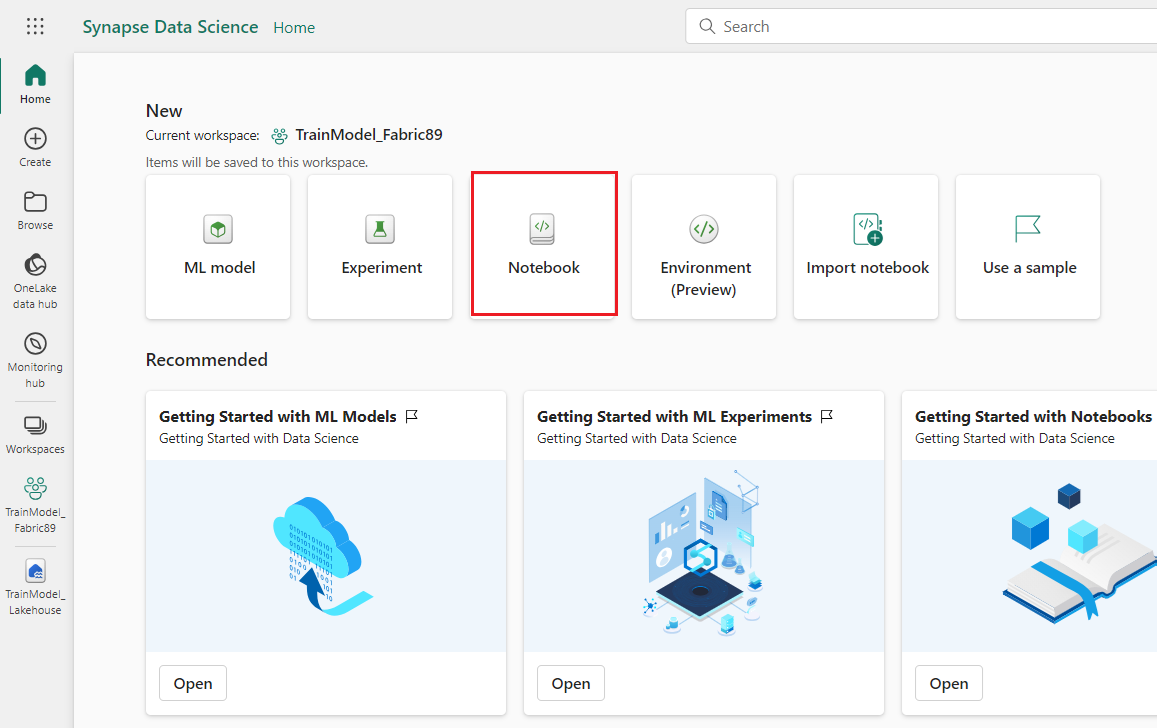 Synapse Data Science Home
Search
Home
Create
Browse
OneLake
data hub
Monitoring
hub
Workspaces
TrainModel_
Fabric89
TrainModel_
Lakehouse
New
Current workspace: TrainModel_Fabric89
Items will be saved to this workspace.
ML model
Experiment
Notebook
Environment
(Preview)
Import notebook
Use a sample
Recommended
Getting Started with ML Models
Getting Started with Data Science
Open
Getting Started with ML Experiments
Getting Started with Data Science
Open
Getting Started with Notebooks
Getting Started with Data Science
Open